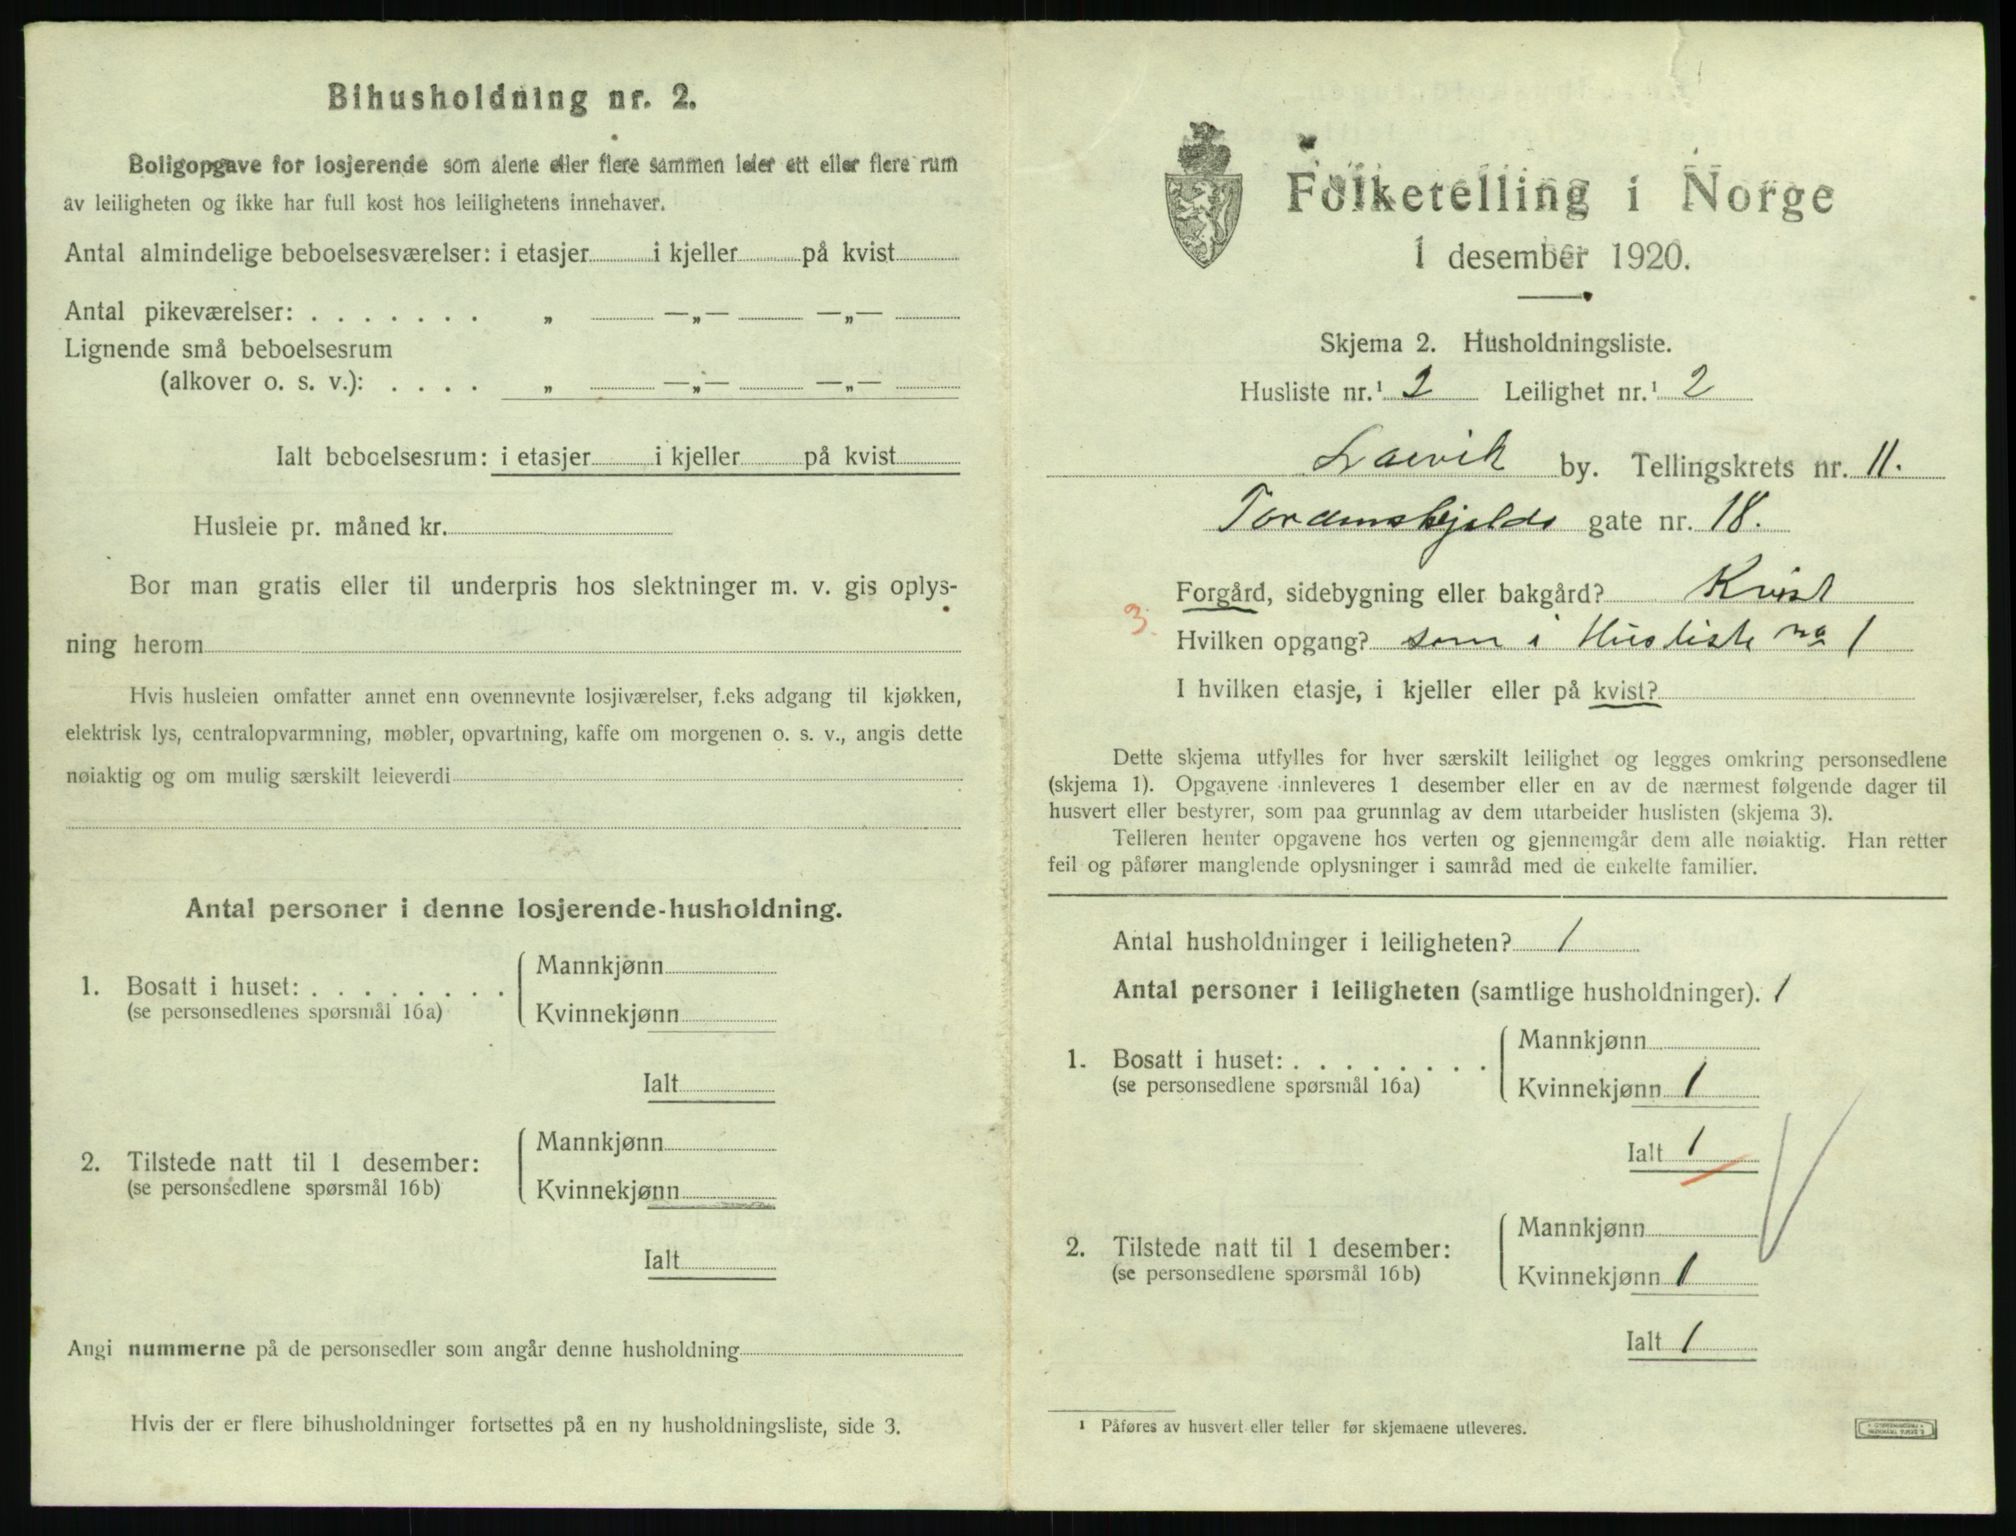 Bihusholdning nr. 2.
Boligopgave for losjerende som alene eller flere sammen leier ett eller flere rum
av leiligheten og ikke har full kost hos leilighetens innehaver.
Antal almindelige beboelsesværelser: i etasjer i kjeller på kvist
Antal pikeværelser: . . . . . . . „ —„— —„—
Lignende små beboelsesrum
(alkover o. s. v.): . . . . „ —„— —„—
Ialt beboelsesrum: i etasjer i kjeller på kvist
Husleie pr. måned kr.
Bor man gratis eller til underpris hos slektninger m. v. gis oplys-
ning herom
Hvis husleien omfatter annet enn ovennevnte losjiværelser, f.eks adgang til kjøkken,
elektrisk lys, centralopvarmning, møbler, opvartning, kaffe om morgenen o. s. v., angis dette
nøiaktig og om mulig særskilt leieverdi
Antal personer i denne losjerende-husholdning.
1. Bosatt i huset: . . . . . . . .
(se personsedlenes spørsmål 16a)
Mannkjønn
Kvinnekjønn
Ialt
2. Tilstede natt til 1 desember:
(se personsedlene spørsmål 16b)
Mannkjønn
Kvinnekjønn
Ialt
Angi nummerne på de personsedler som angår denne husholdning
Hvis der er flere bihusholdninger fortsettes på en ny husholdningsliste, side 3.
Folketelling i Norge
1 desember 1920.
Skjema 2. Husholdningsliste.
Husliste nr.¹ 2 Leilighet nr.¹ 2
Larvik by. Tellingskrets nr. 11.
Tordenskjolds gate nr. 18.
Forgård, sidebygning eller bakgård? Kvist
3.
Hvilken opgang? som i Husliste no 1
I hvilken etasje, i kjeller eller på kvist?
Dette skjema utfylles for hver særskilt leilighet og legges omkring personsedlene
(skjema 1). Opgavene innleveres 1 desember eller en av de nærmest følgende dager til
husvert eller bestyrer, som paa grunnlag av dem utarbeider huslisten (skjema 3).
Telleren henter opgavene hos verten og gjennemgår dem alle nøiaktig. Han retter
feil og påfører manglende oplysninger i samråd med de enkelte familier.
Antal husholdninger i leiligheten? 1
Antal personer i leiligheten (samtlige husholdninger). 1
1. Bosatt i huset: . . . . . . . .
(se personsedlene spørsmål 16a)
Mannkjønn
Kvinnekjønn 1
Ialt 1
2. Tilstede natt til 1 desember:
(se personsedlene spørsmål 16b)
Mannkjønn
Kvinnekjønn 1
Ialt 1
¹ Påføres av husvert eller teller før skjemaene utleveres.